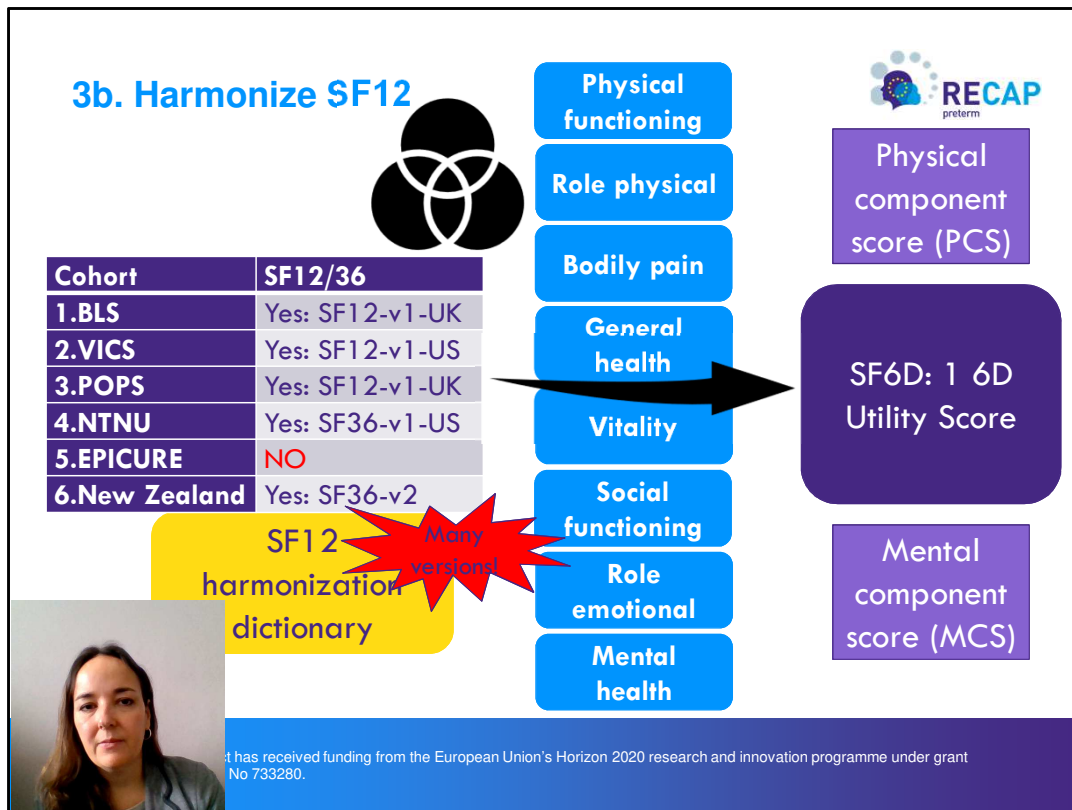 3b. Harmonize SF12
RECAP
preterm
Cohort SF12/36
1.BLS Yes: SF12-v1-UK
2.VICS Yes: SF12-v1-US
3.POPS Yes: SF12-v1-UK
4.NTNU Yes: SF36-v1-US
5.EPICURE NO
6.New Zealand Yes: SF36-v2
SF12
harmonization
dictionary
Many
versions!
Physical
functioning
Role physical
Bodily pain
General
health
Vitality
Social
functioning
Role
emotional
Mental
health
Physical
component
score (PCS)
SF6D: 1 6D
Utility Score
Mental
component
score (MCS)
has received funding from the European Union's Horizon 2020 research and innovation programme under grant
No 733280.